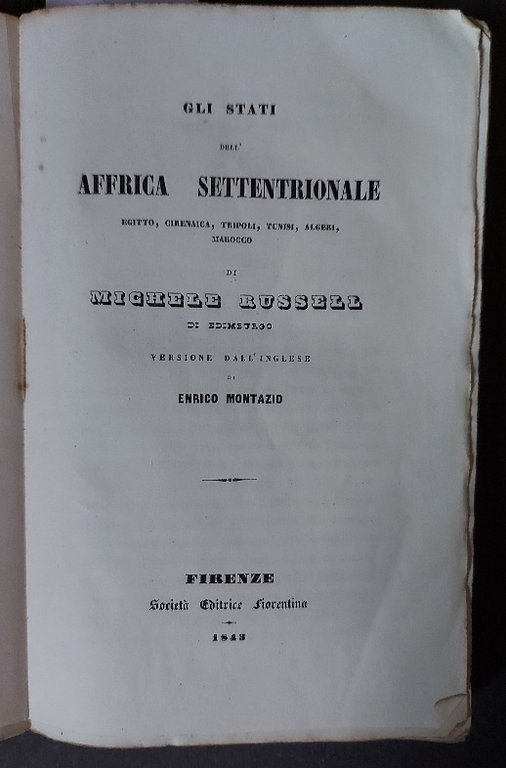 GLI STATI
DELL'
AFFRICA SETTENTRIONALE
EGITTO, CIRENAICA, TRIPOLI, TUNISI, ALGERI,
MAROCCO
DI
MICHELE RUSSELL
DI EDIMBURGO
VERSIONE DALL'INGLESE
DI
ENRICO MONTAZIO
FIRENZE
Società Editrice Fiorentina
1843